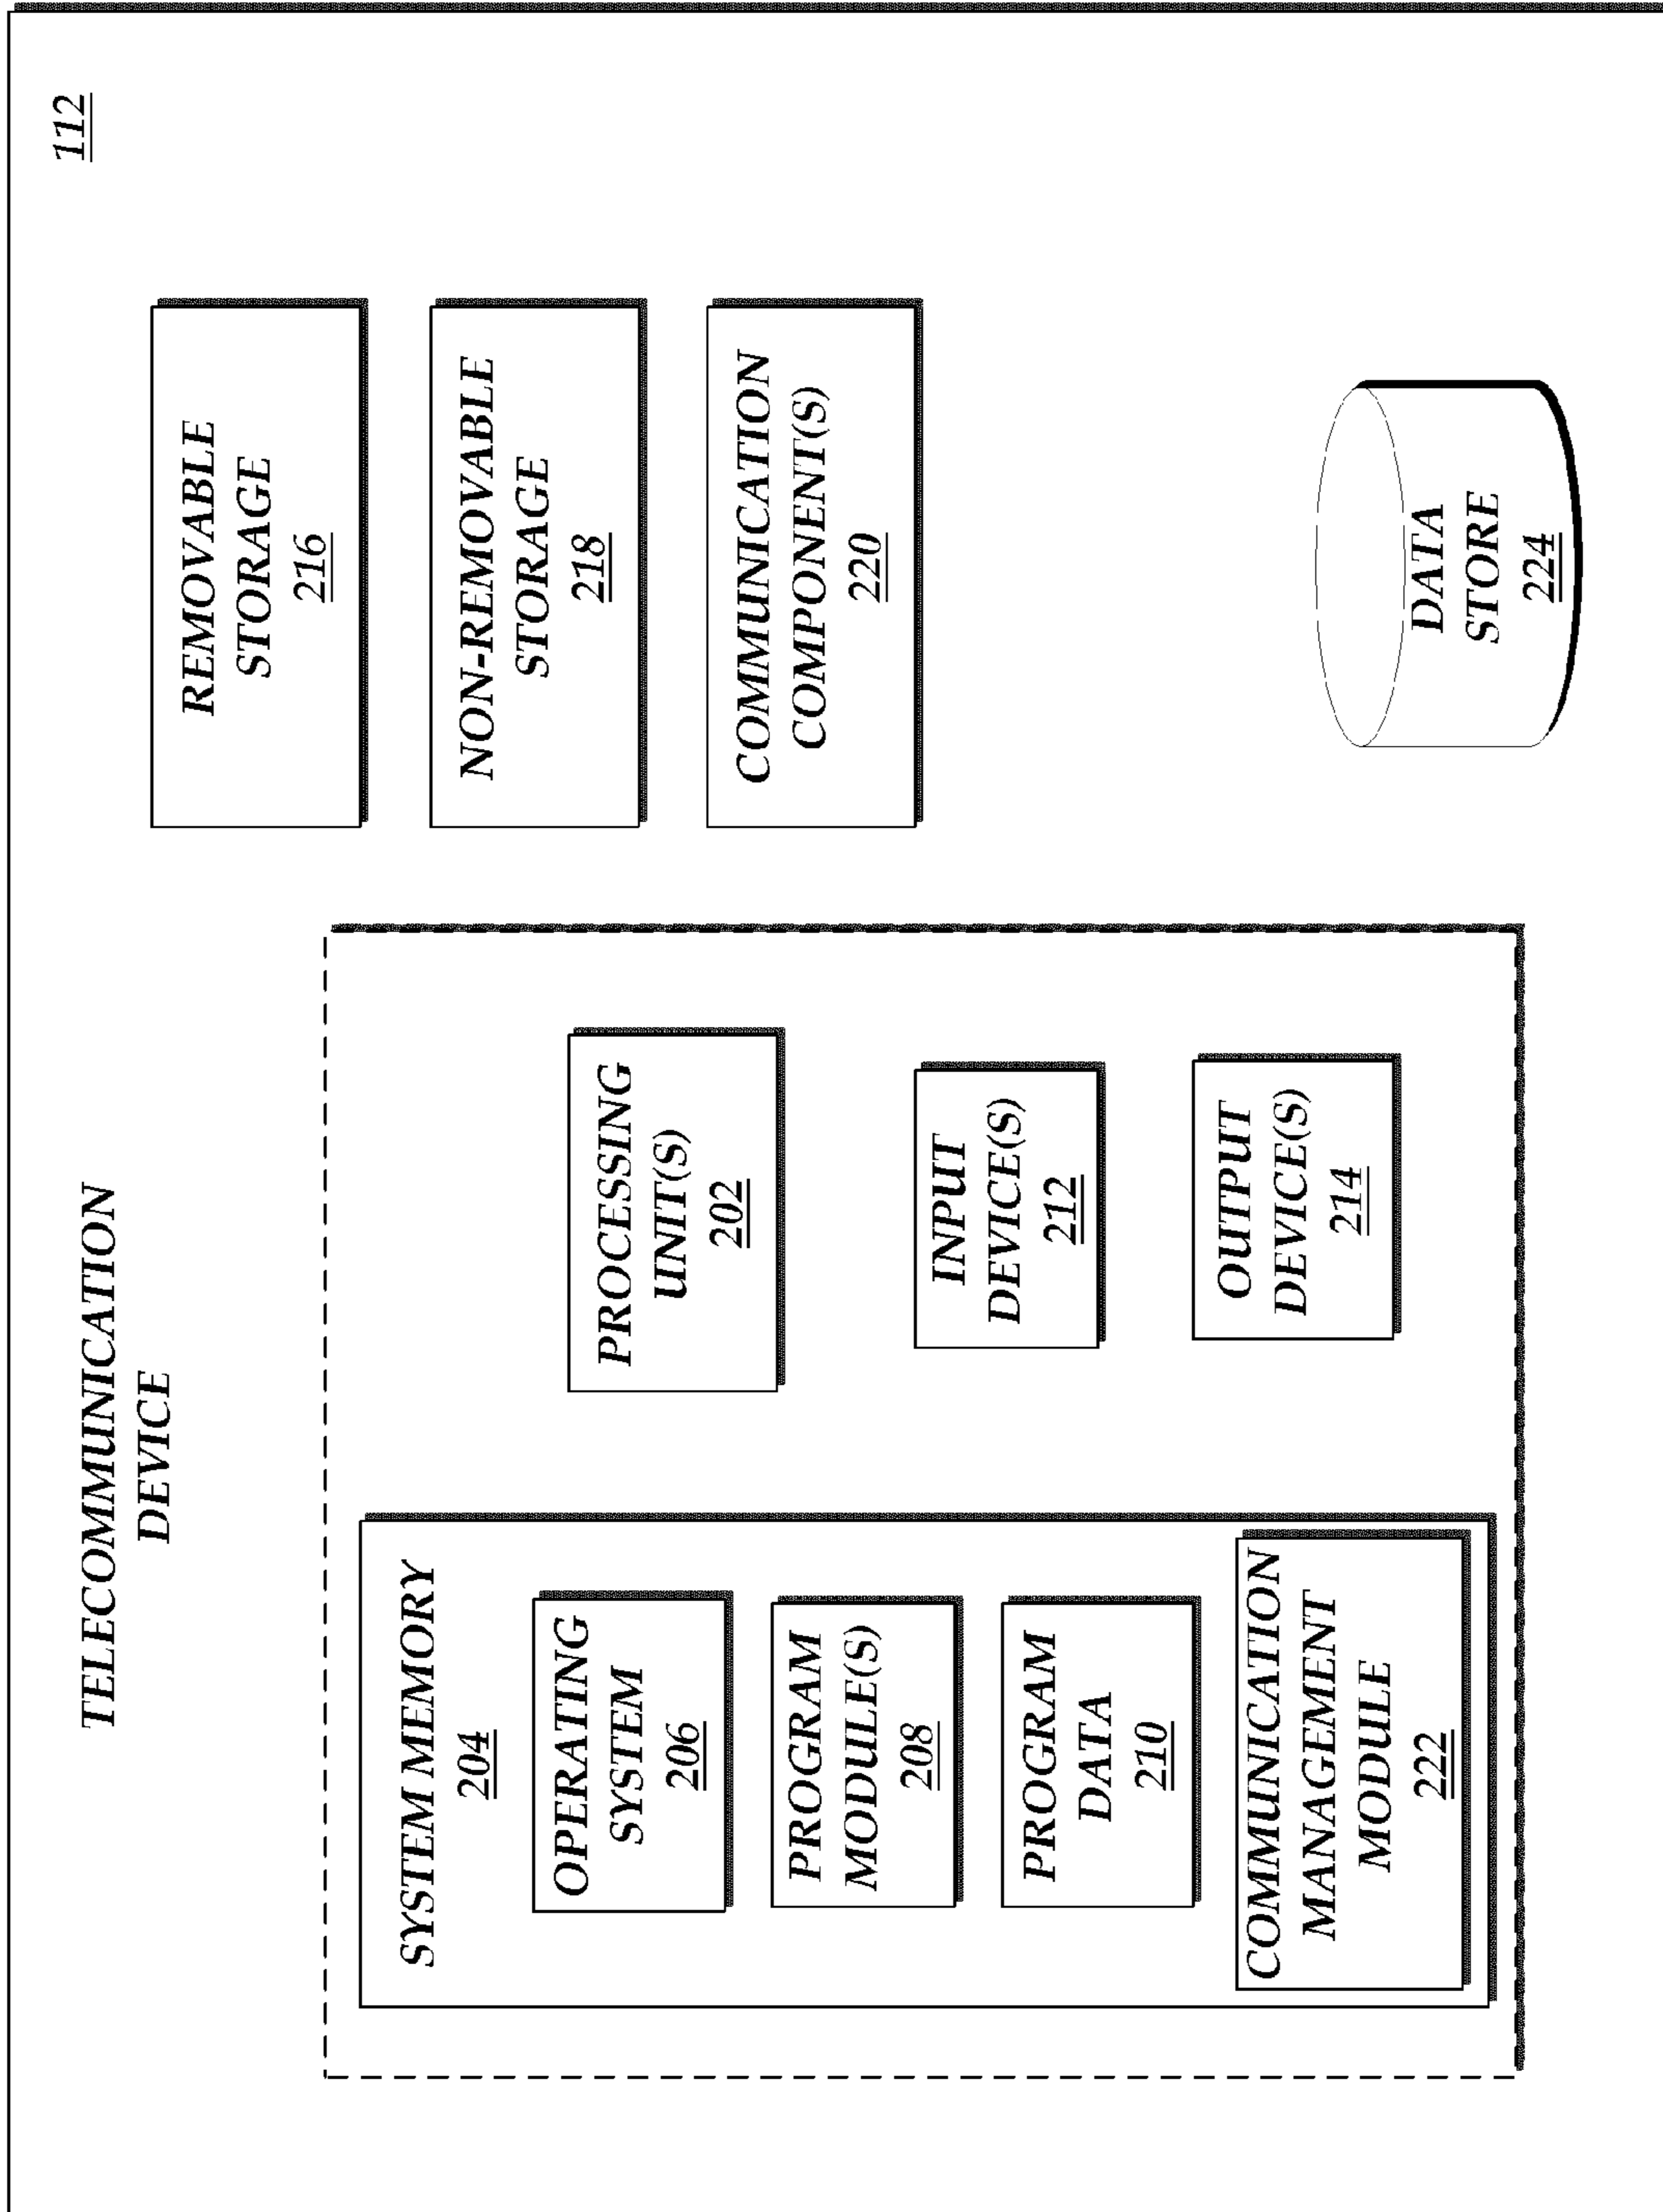 TELECOMMUNICATION
DEVICE
112
SYSTEM MEMORY
204
OPERATING
SYSTEM
206
PROGRAM
MODULE(S)
208
PROGRAM
DATA
210
COMMUNICATION
MANAGEMENT
MODULE
222
PROCESSING
UNIT(S)
202
INPUT
DEVICE(S)
212
OUTPUT
DEVICE(S)
214
REMOVABLE
STORAGE
216
NON-REMOVABLE
STORAGE
218
COMMUNICATION
COMPONENT(S)
220
DATA
STORE
224